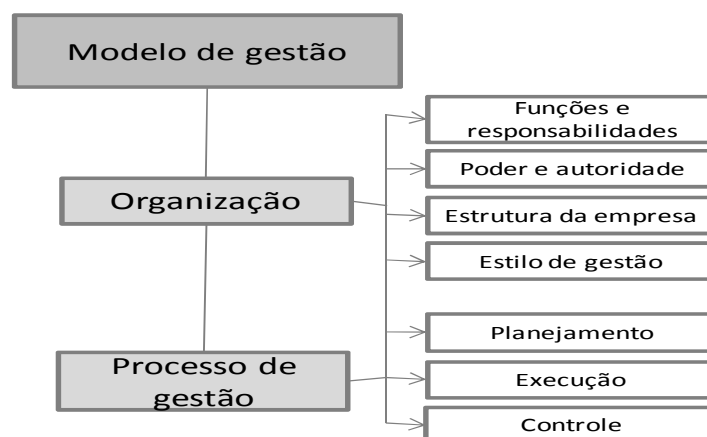 Modelo de gestão
Funções e
responsabilidades
Poder e autoridade
Organização
Estrutura da empresa
Estilo de gestão
Planejamento
Processo de
gestão
Execução
Controle